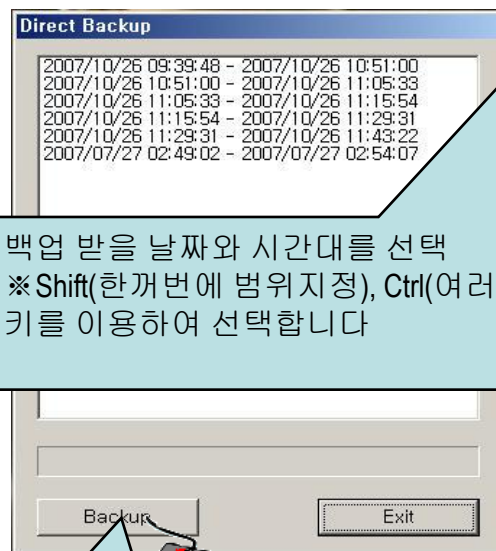 Direct Backup
2007/10/26 09:39:48 - 2007/10/26 10:51:00
2007/10/26 10:51:00 - 2007/10/26 11:05:33
2007/10/26 11:05:33 - 2007/10/26 11:15:54
2007/10/26 11:15:54 - 2007/10/26 11:29:31
2007/10/26 11:29:31 - 2007/10/26 11:43:22
2007/07/27 02:49:02 - 2007/07/27 02:54:07
백업 받을 날짜와 시간대를 선택
※Shift(한꺼번에 범위지정), Ctrl(여러
키를 이용하여 선택합니다
Backup
Exit